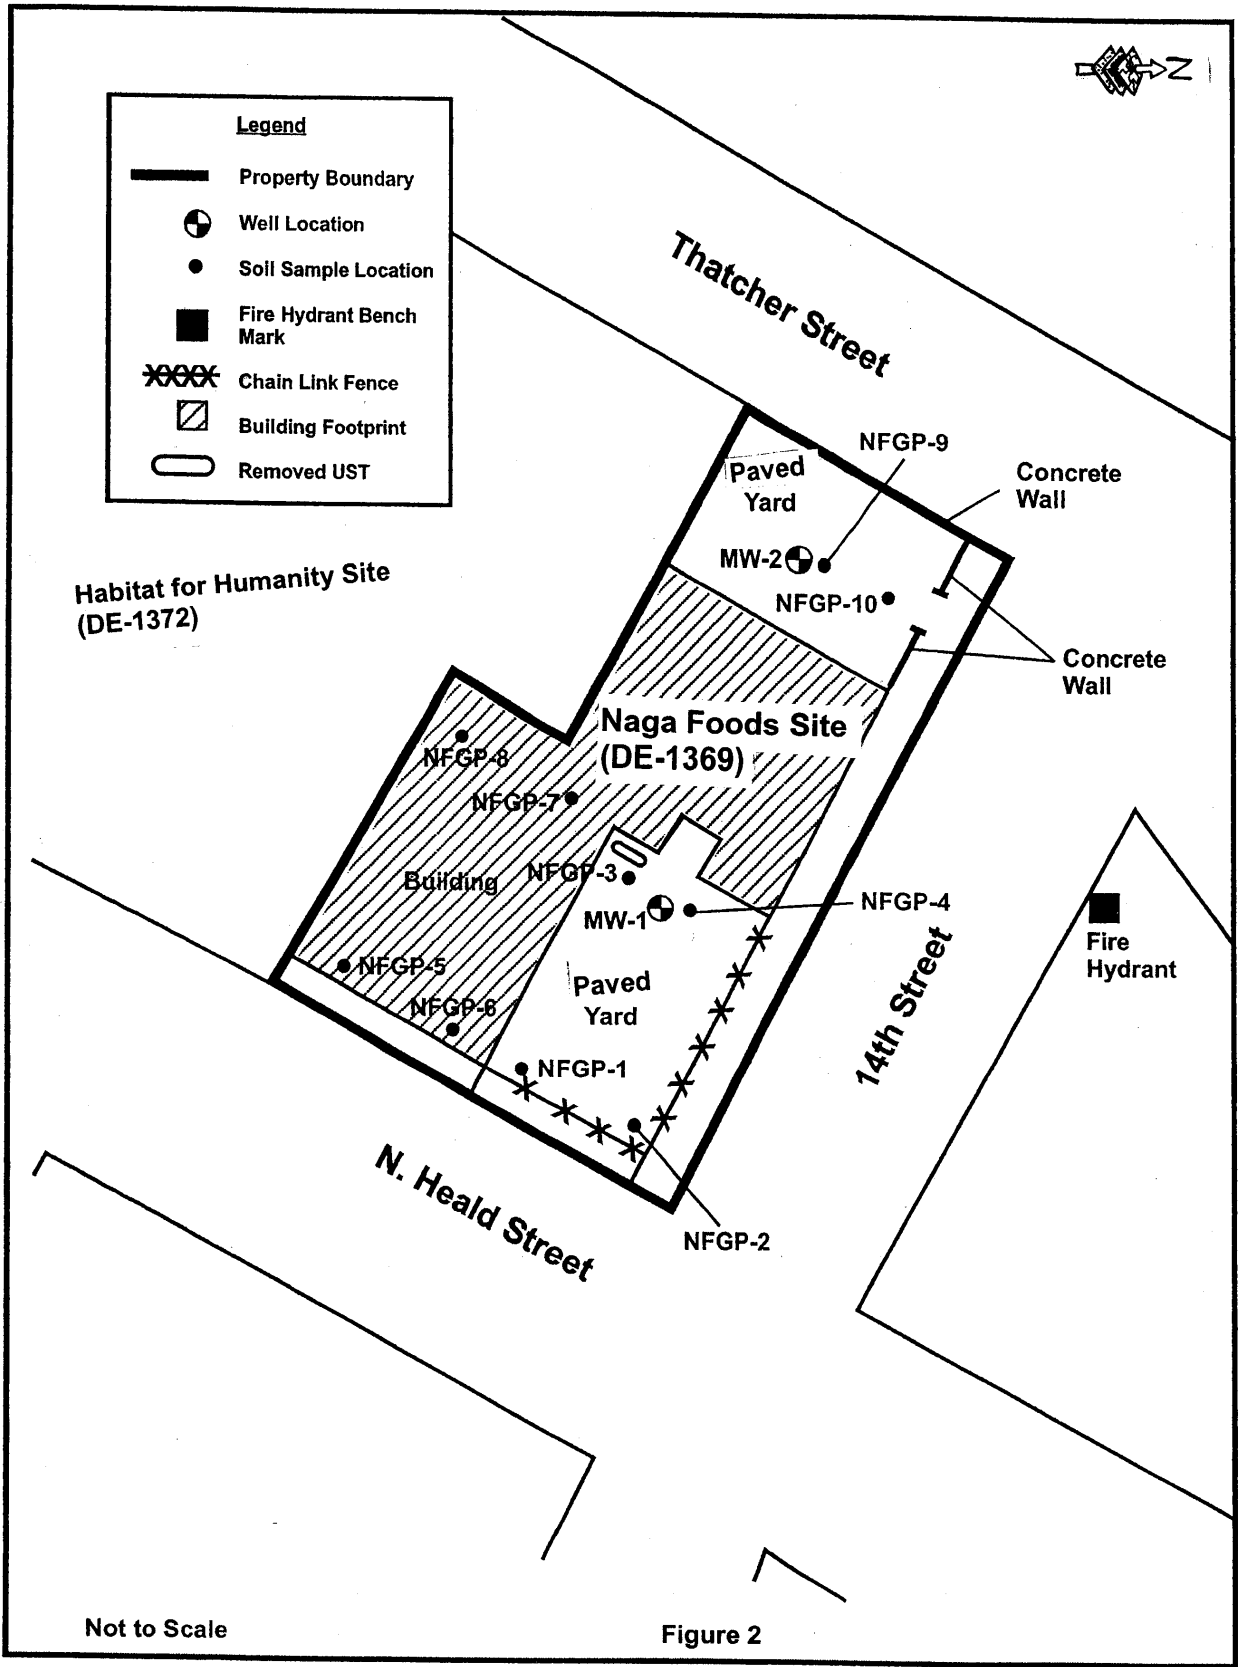 N
Legend
Property Boundary
Well Location
Soil Sample Location
Fire Hydrant Bench
Mark
Chain Link Fence
Building Footprint
Removed UST
Thatcher Street
NFGP-9
Paved
Yard
Concrete
Wall
MW-2
NFGP-10
Habitat for Humanity Site
(DE-1372)
Concrete
Wall
Naga Foods Site
(DE-1369)
NFGP-8
NFGP-7
NFGP-3
Building
NFGP-4
MW-1
Fire
Hydrant
NFGP-5
Paved
Yard
NFGP-6
14th Street
NFGP-1
N. Heald Street
NFGP-2
Not to Scale
Figure 2